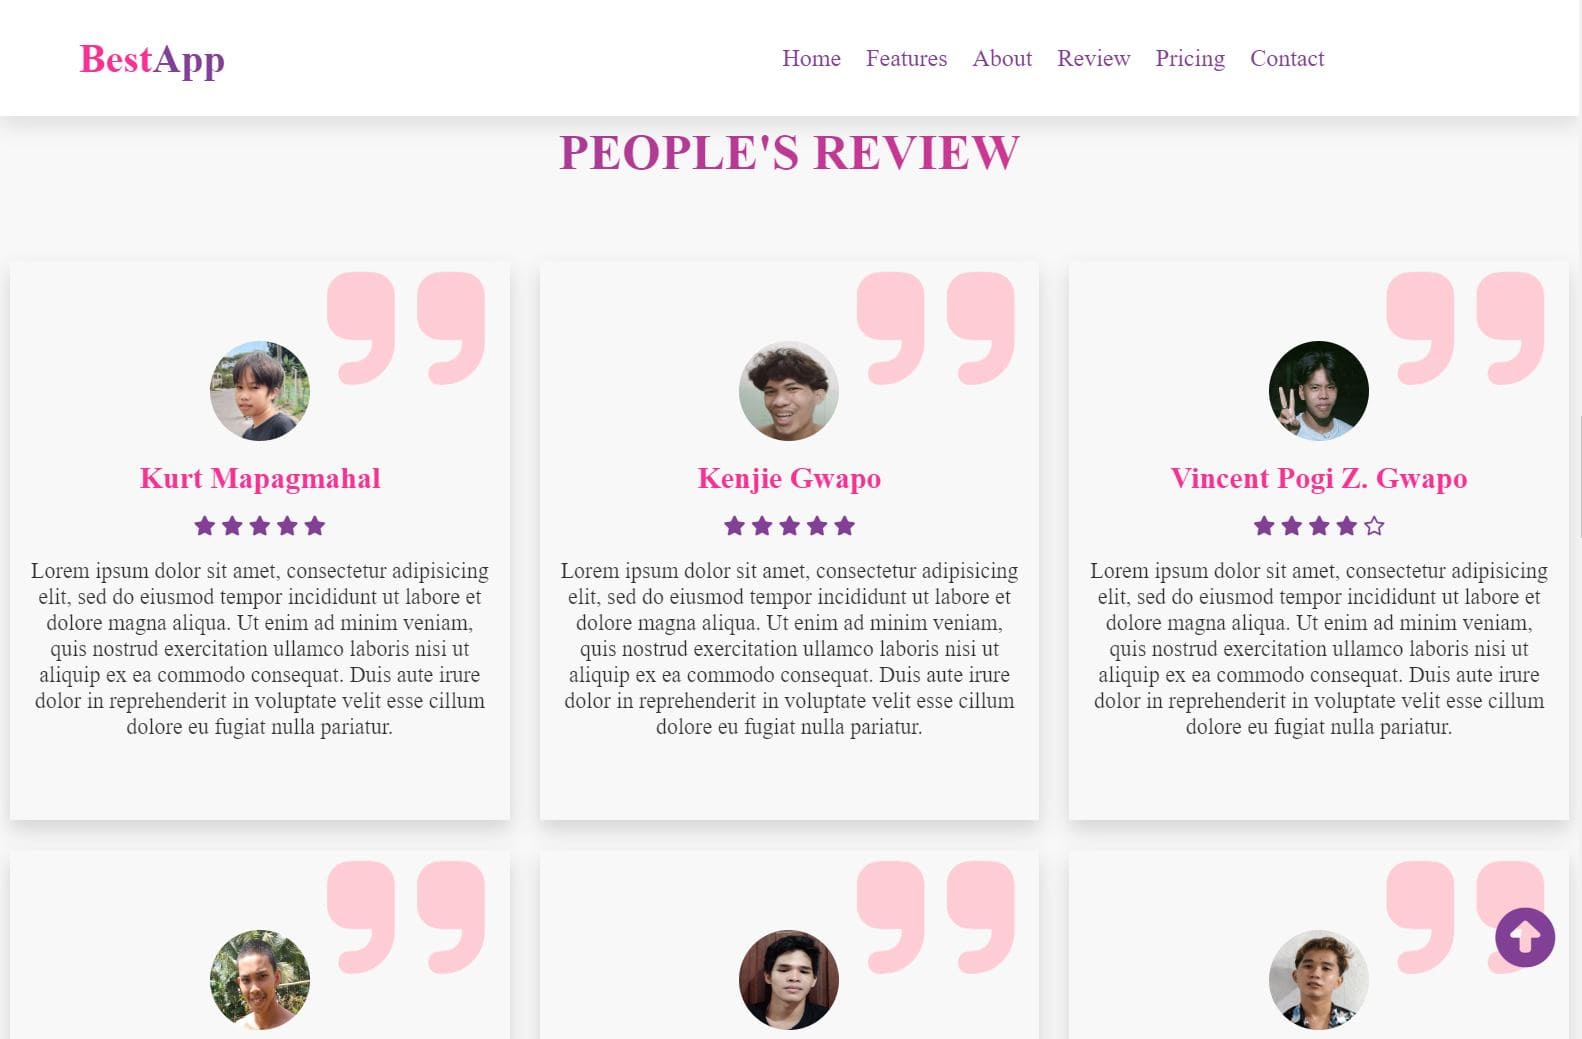 BestApp
Home Features About Review Pricing Contact
PEOPLE'S REVIEW
Kurt Mapagmahal
Lorem ipsum dolor sit amet, consectetur adipisicing
elit, sed do eiusmod tempor incididunt ut labore et
dolore magna aliqua. Ut enim ad minim veniam,
quis nostrud exercitation ullamco laboris nisi ut
aliquip ex ea commodo consequat. Duis aute irure
dolor in reprehenderit in voluptate velit esse cillum
dolore eu fugiat nulla pariatur.
Kenjie Gwapo
Lorem ipsum dolor sit amet, consectetur adipisicing
elit, sed do eiusmod tempor incididunt ut labore et
dolore magna aliqua. Ut enim ad minim veniam,
quis nostrud exercitation ullamco laboris nisi ut
aliquip ex ea commodo consequat. Duis aute irure
dolor in reprehenderit in voluptate velit esse cillum
dolore eu fugiat nulla pariatur.
Vincent Pogi Z. Gwapo
Lorem ipsum dolor sit amet, consectetur adipisicing
elit, sed do eiusmod tempor incididunt ut labore et
dolore magna aliqua. Ut enim ad minim veniam,
quis nostrud exercitation ullamco laboris nisi ut
aliquip ex ea commodo consequat. Duis aute irure
dolor in reprehenderit in voluptate velit esse cillum
dolore eu fugiat nulla pariatur.